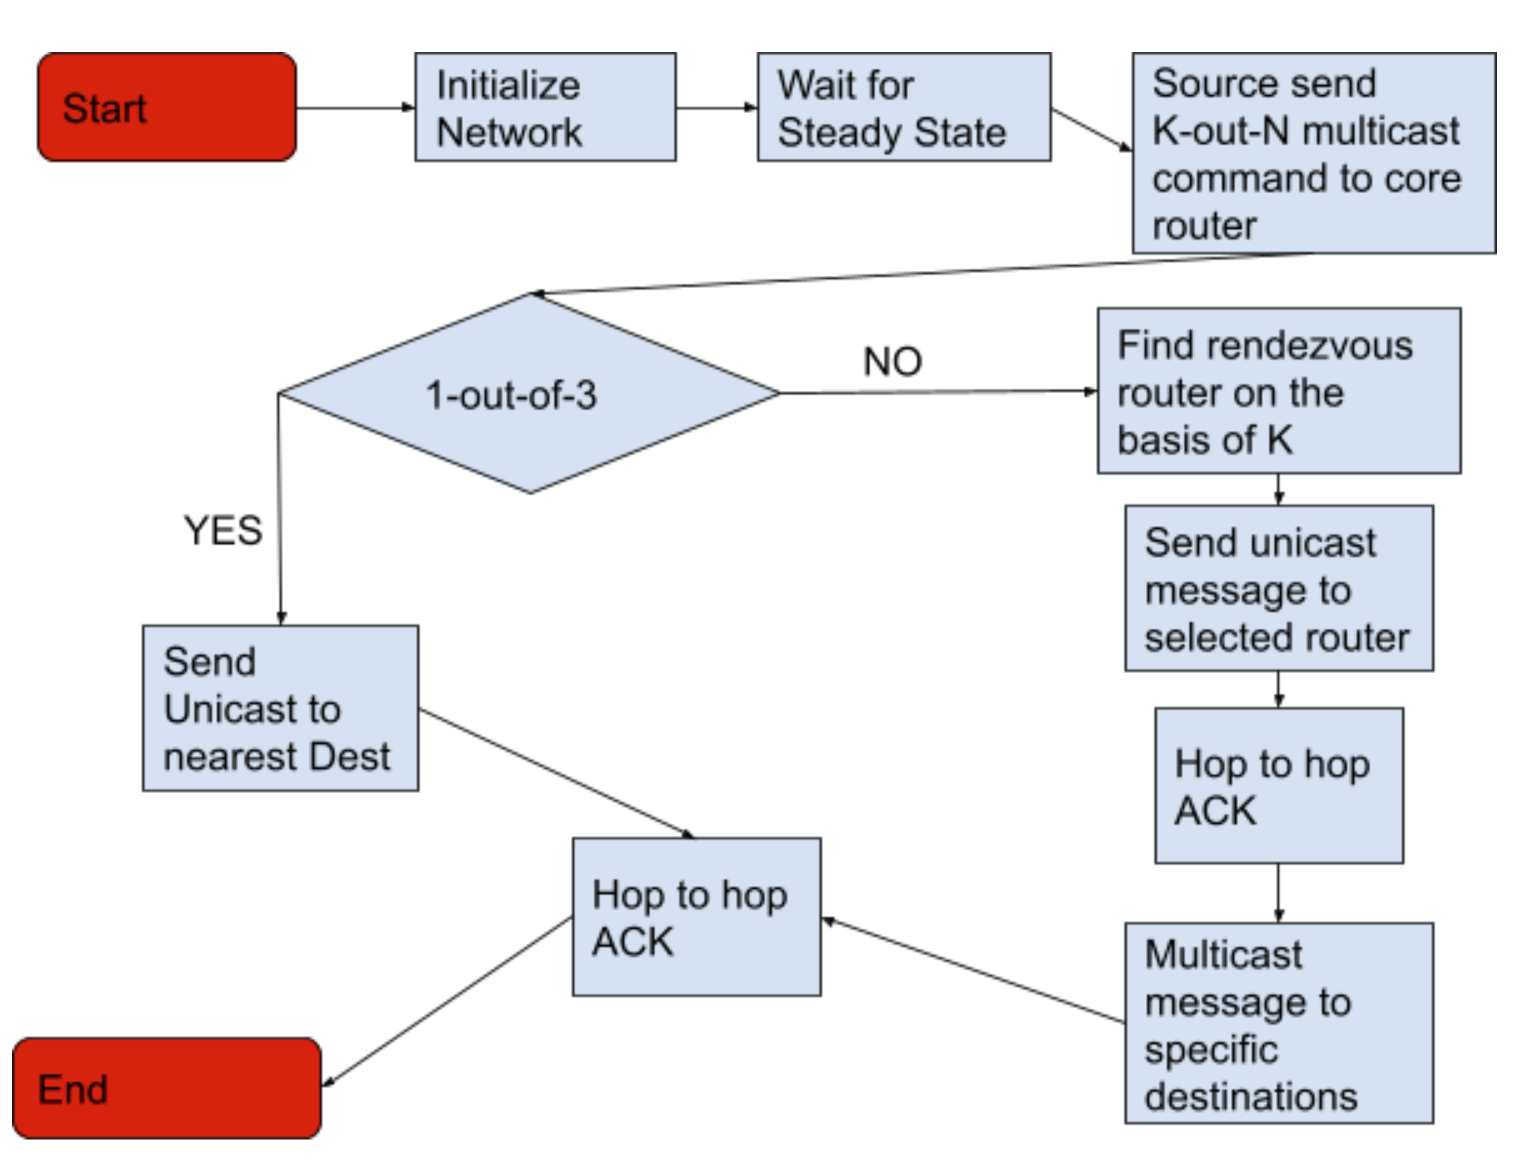 Start
Initialize
Network
Wait for
Steady State
Source send
K-out-N multicast
command to core
router
1-out-of-3
NO
Find rendezvous
router on the
basis of K
YES
Send unicast
message to
selected router
Send
Unicast to
nearest Dest
Hop to hop
ACK
Hop to hop
ACK
Multicast
message to
specific
destinations
End